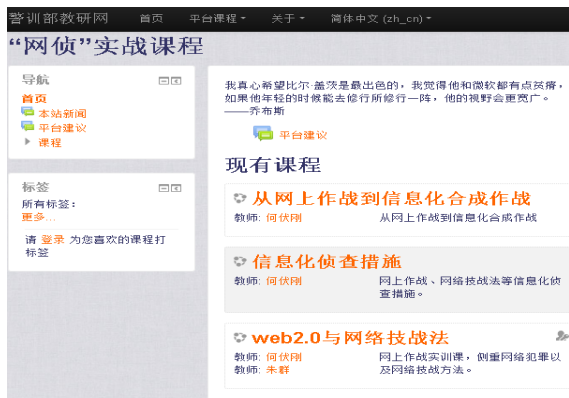 警训部教研网 首页 平台课程 关于 简体中文 (zh_cn)
“网侦”实战课程
导航
首页
本站新闻
平台建议
课程
标签
所有标签：
更多...
请 登录 为您喜欢的课程打
标签
我真心希望比尔·盖茨是最出色的，我觉得他和微软都有点贫瘠，
如果他年轻的时候能去修行所修行一阵，他的视野会更宽广。
——乔布斯
平台建议
现有课程
从网上作战到信息化合成作战
教师: 何伏刚 从网上作战到信息化合成作战
信息化侦查措施
教师: 何伏刚 网上作战、网络技战法等信息化侦
查措施。
web2.0与网络技战法
教师: 何伏刚 网上作战实训课，侧重网络犯罪以
教师: 朱群 及网络技战方法。